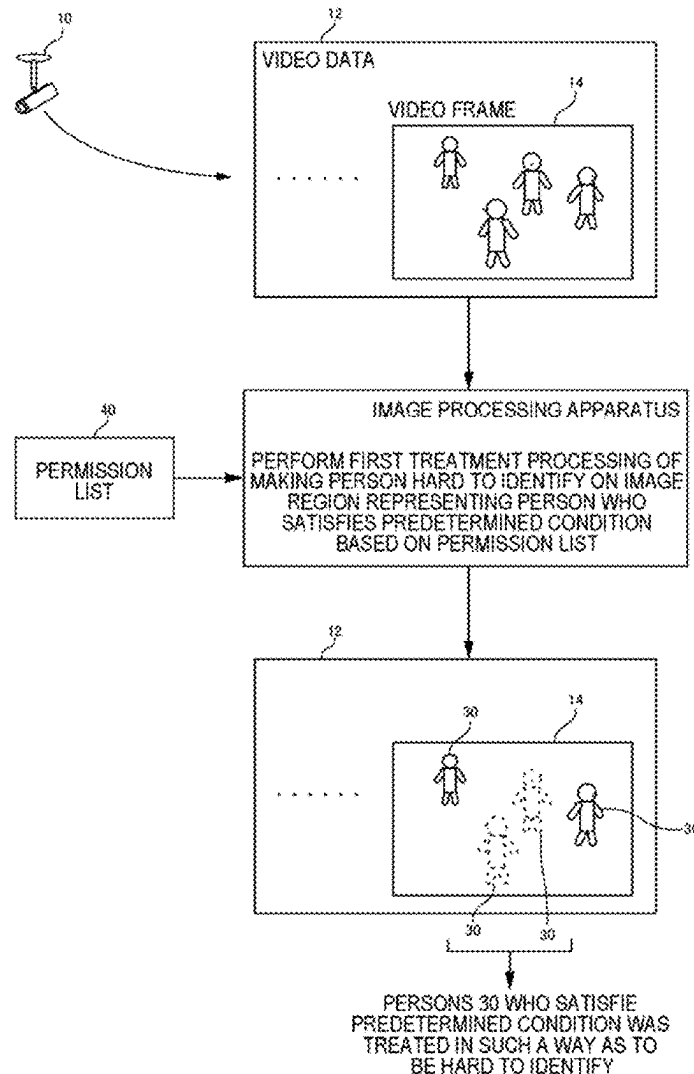 10
12
VIDEO DATA
14
VIDEO FRAME
. . . . . .
40
PERMISSION
LIST
IMAGE PROCESSING APPARATUS
PERFORM FIRST TREATMENT PROCESSING OF
MAKING PERSON HARD TO IDENTIFY ON IMAGE
REGION REPRESENTING PERSON WHO
SATISFIES PREDETERMINED CONDITION
BASED ON PERMISSION LIST
12
14
30
. . . . . .
30
30
30
PERSONS 30 WHO SATISFIE
PREDETERMINED CONDITION WAS
TREATED IN SUCH A WAY AS TO
BE HARD TO IDENTIFY